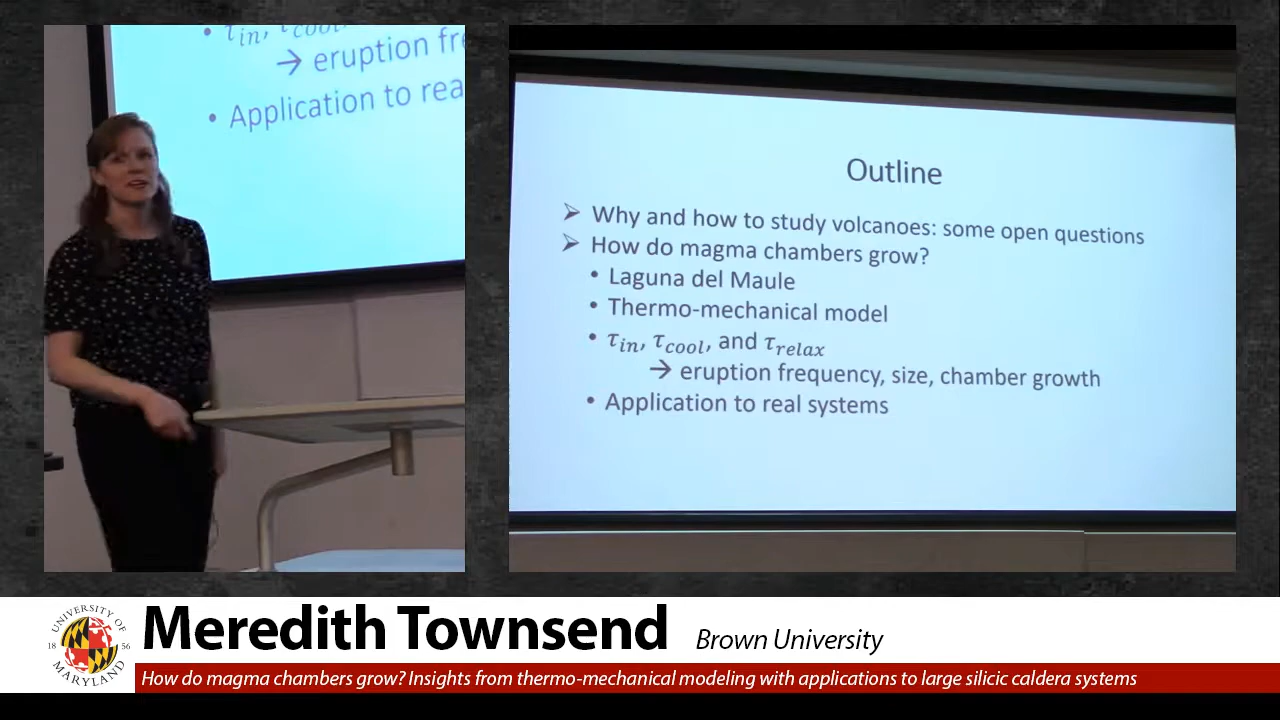 • τin, τcool
→ eruption fr
• Application to rea
Outline
➢ Why and how to study volcanoes: some open questions
➢ How do magma chambers grow?
• Laguna del Maule
• Thermo-mechanical model
• τin, τcool, and τrelax
→ eruption frequency, size, chamber growth
• Application to real systems
UNIVERSITY OF
18 56
MARYLAND
Meredith Townsend Brown University
How do magma chambers grow? Insights from thermo-mechanical modeling with applications to large silicic caldera systems